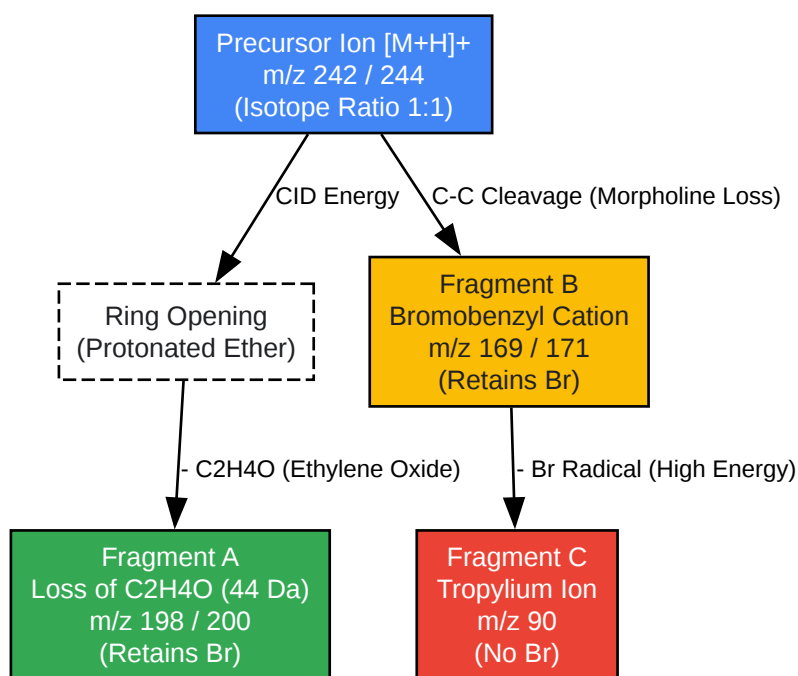 Precursor Ion [M+H]+
m/z 242 / 244
(Isotope Ratio 1:1)
CID Energy
C-C Cleavage (Morpholine Loss)
Ring Opening
(Protonated Ether)
Fragment B
Bromobenzyl Cation
m/z 169 / 171
(Retains Br)
- C2H4O (Ethylene Oxide)
- Br Radical (High Energy)
Fragment A
Loss of C2H4O (44 Da)
m/z 198 / 200
(Retains Br)
Fragment C
Tropylium Ion
m/z 90
(No Br)